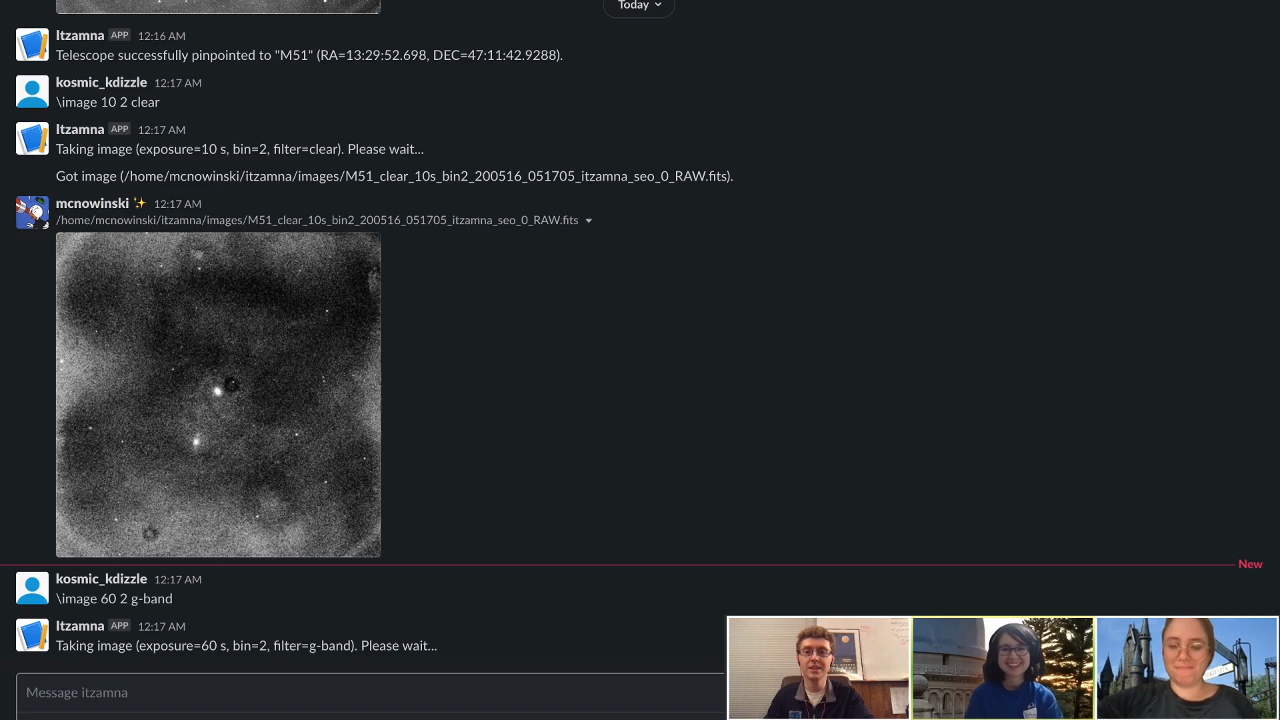 Today
Itzamna APP 12:16 AM
Telescope successfully pinpointed to "M51" (RA=13:29:52.698, DEC=47:11:42.9288).
kosmic_kdizzle 12:17 AM
\image 10 2 clear
Itzamna APP 12:17 AM
Taking image (exposure=10 s, bin=2, filter=clear). Please wait...
Got image (/home/mcnowinski/itzamna/images/M51_clear_10s_bin2_200516_051705_itzamna_seo_0_RAW.fits).
mcnowinski ✨ 12:17 AM
/home/mcnowinski/itzamna/images/M51_clear_10s_bin2_200516_051705_itzamna_seo_0_RAW.fits
New
kosmic_kdizzle 12:17 AM
\image 60 2 g-band
Itzamna APP 12:17 AM
Taking image (exposure=60 s, bin=2, filter=g-band). Please wait...
Message itzamna